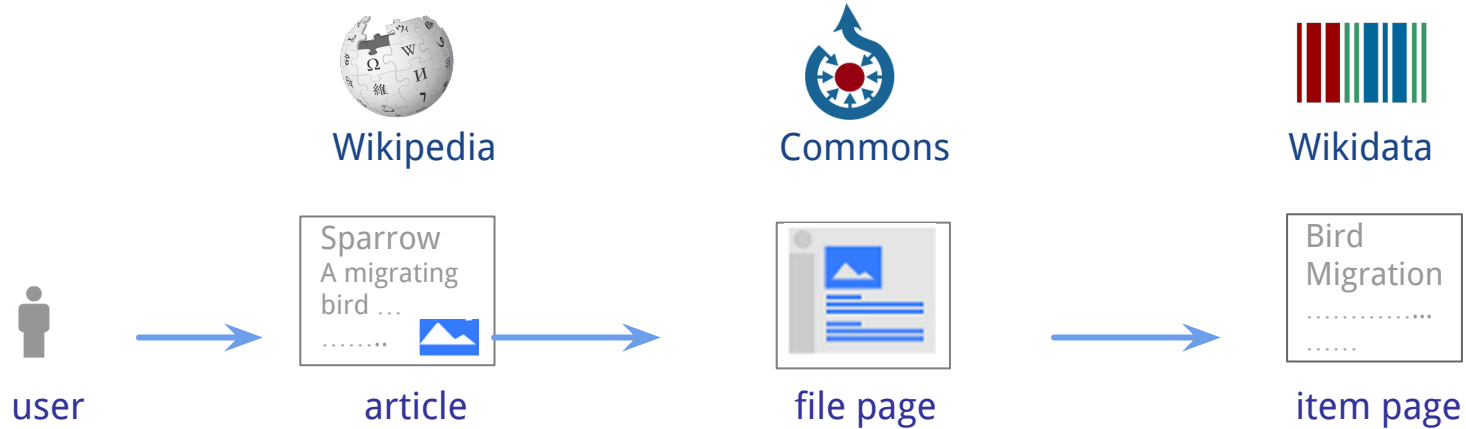 Wikipedia
Commons
Wikidata
Sparrow
A migrating
bird ...
........
Bird
Migration
...............
......
user
article
file page
item page